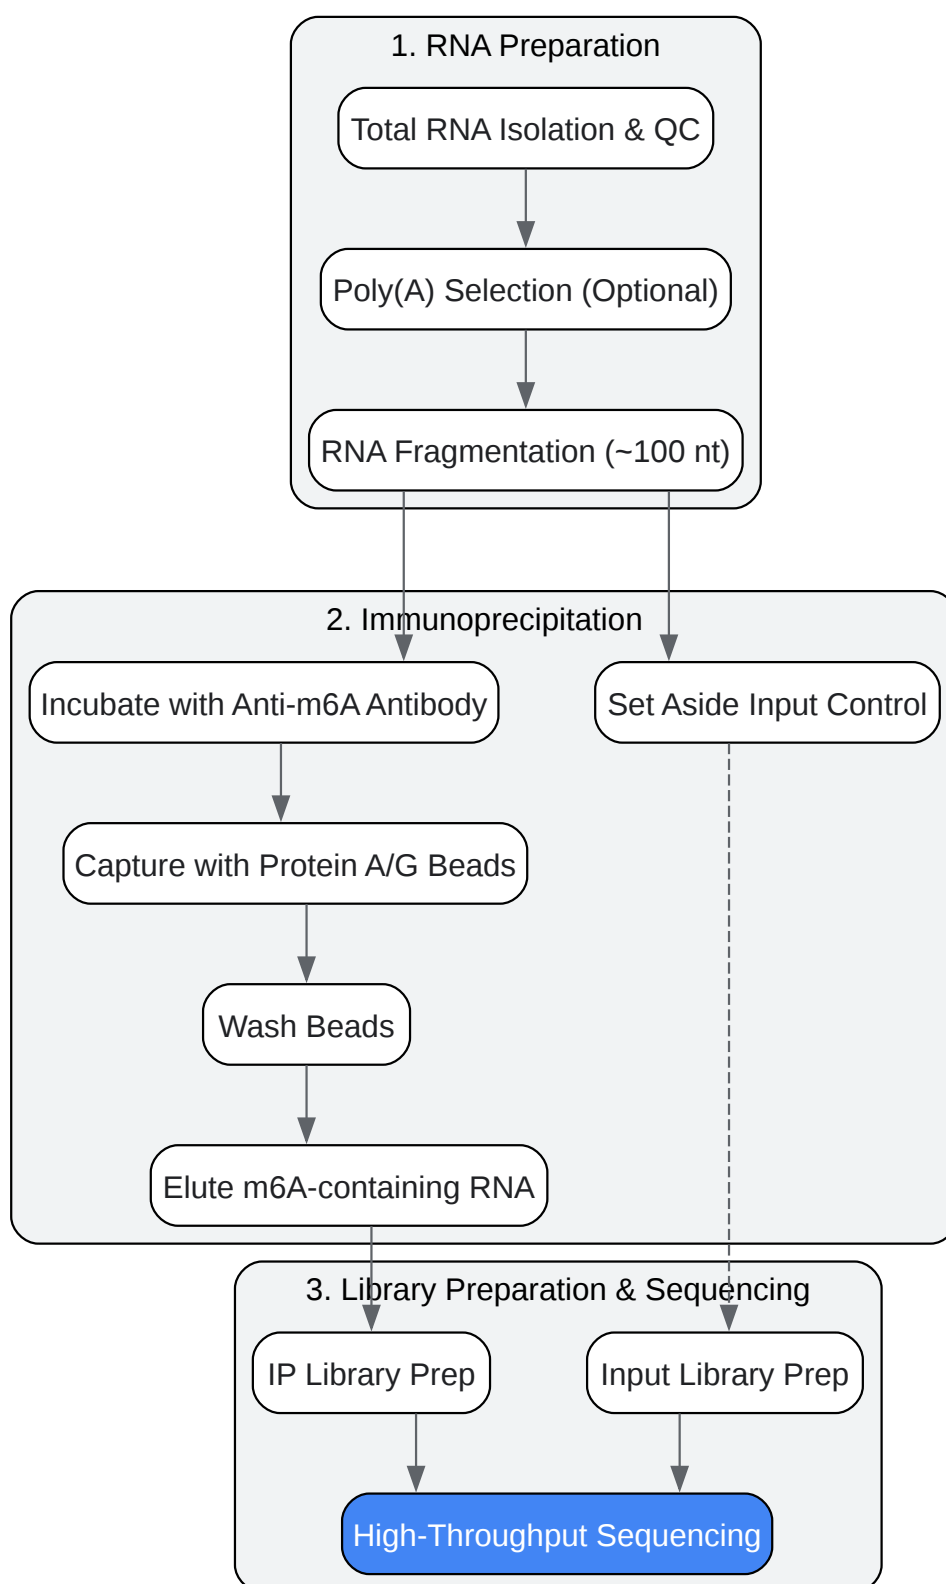 1. RNA Preparation
Total RNA Isolation & QC
Poly(A) Selection (Optional)
RNA Fragmentation (~100 nt)
2. Immunoprecipitation
Incubate with Anti-m6A Antibody
Set Aside Input Control
Capture with Protein A/G Beads
Wash Beads
Elute m6A-containing RNA
3. Library Preparation & Sequencing
IP Library Prep
Input Library Prep
High-Throughput Sequencing